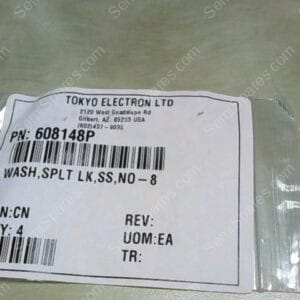 TOKYO ELECTRON LTD
2120 West Guadalupe Rd
Gilbert, AZ. 85233 USA
PN: 608148P
WASH,SPLT LK,SS,NO-8
N:CN
Y: 4
REV:
UOM:EA
TR: